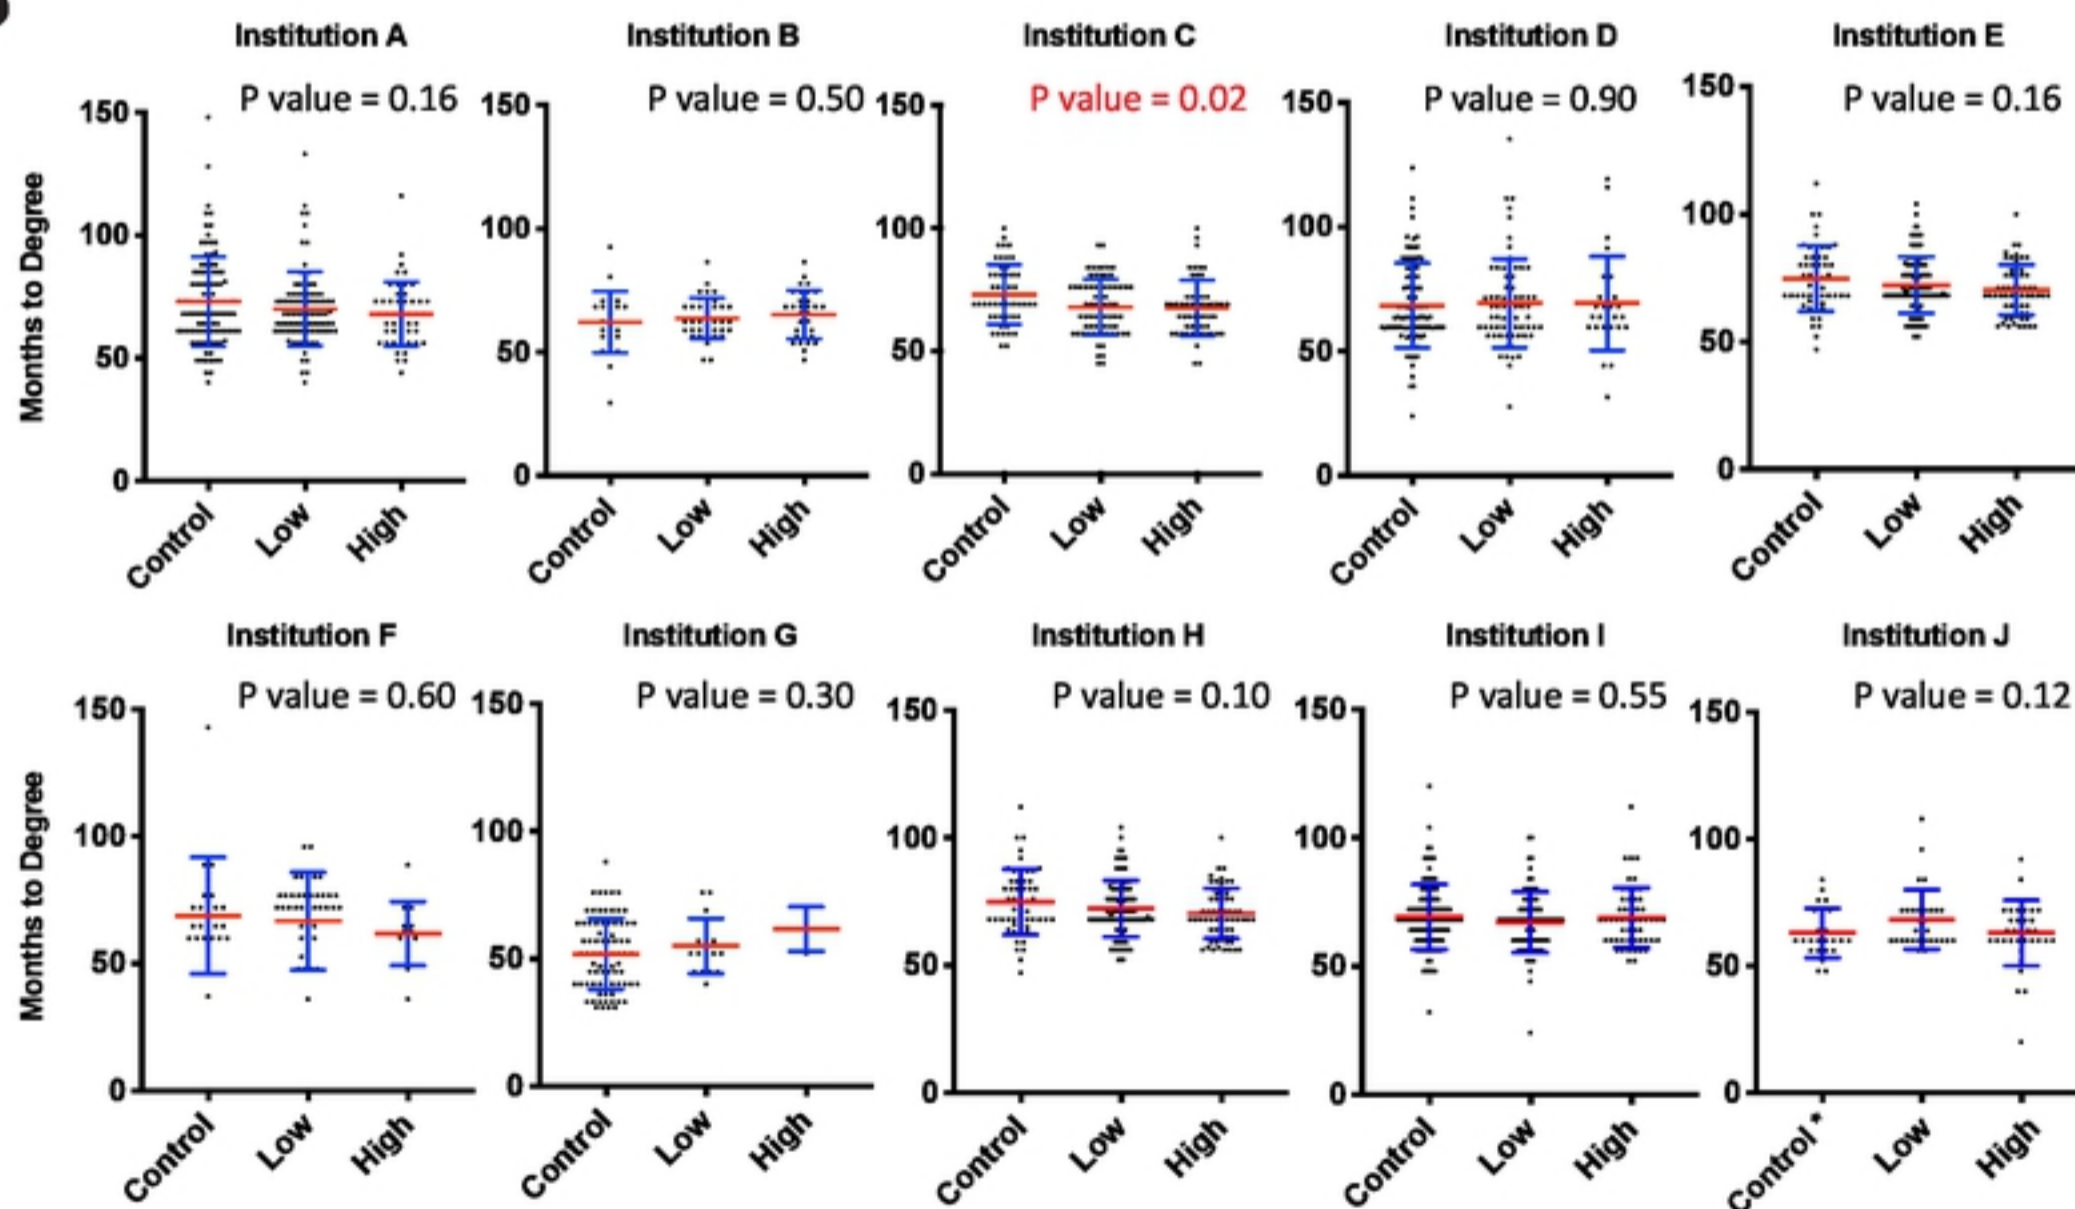 Institution A
Institution B
Institution C
Institution D
Institution E
P value = 0.16
P value = 0.50
P value = 0.02
P value = 0.90
P value = 0.16
Months to Degree
150
100
50
0
150
100
50
0
150
100
50
0
150
100
50
0
150
100
50
0
Control
Low
High
Control
Low
High
Control
Low
High
Control
Low
High
Control
Low
High
Institution F
Institution G
Institution H
Institution I
Institution J
P value = 0.60
P value = 0.30
P value = 0.10
P value = 0.55
P value = 0.12
Months to Degree
150
100
50
0
150
100
50
0
150
100
50
0
150
100
50
0
150
100
50
0
Control
Low
High
Control
Low
High
Control
Low
High
Control
Low
High
Control *
Low
High